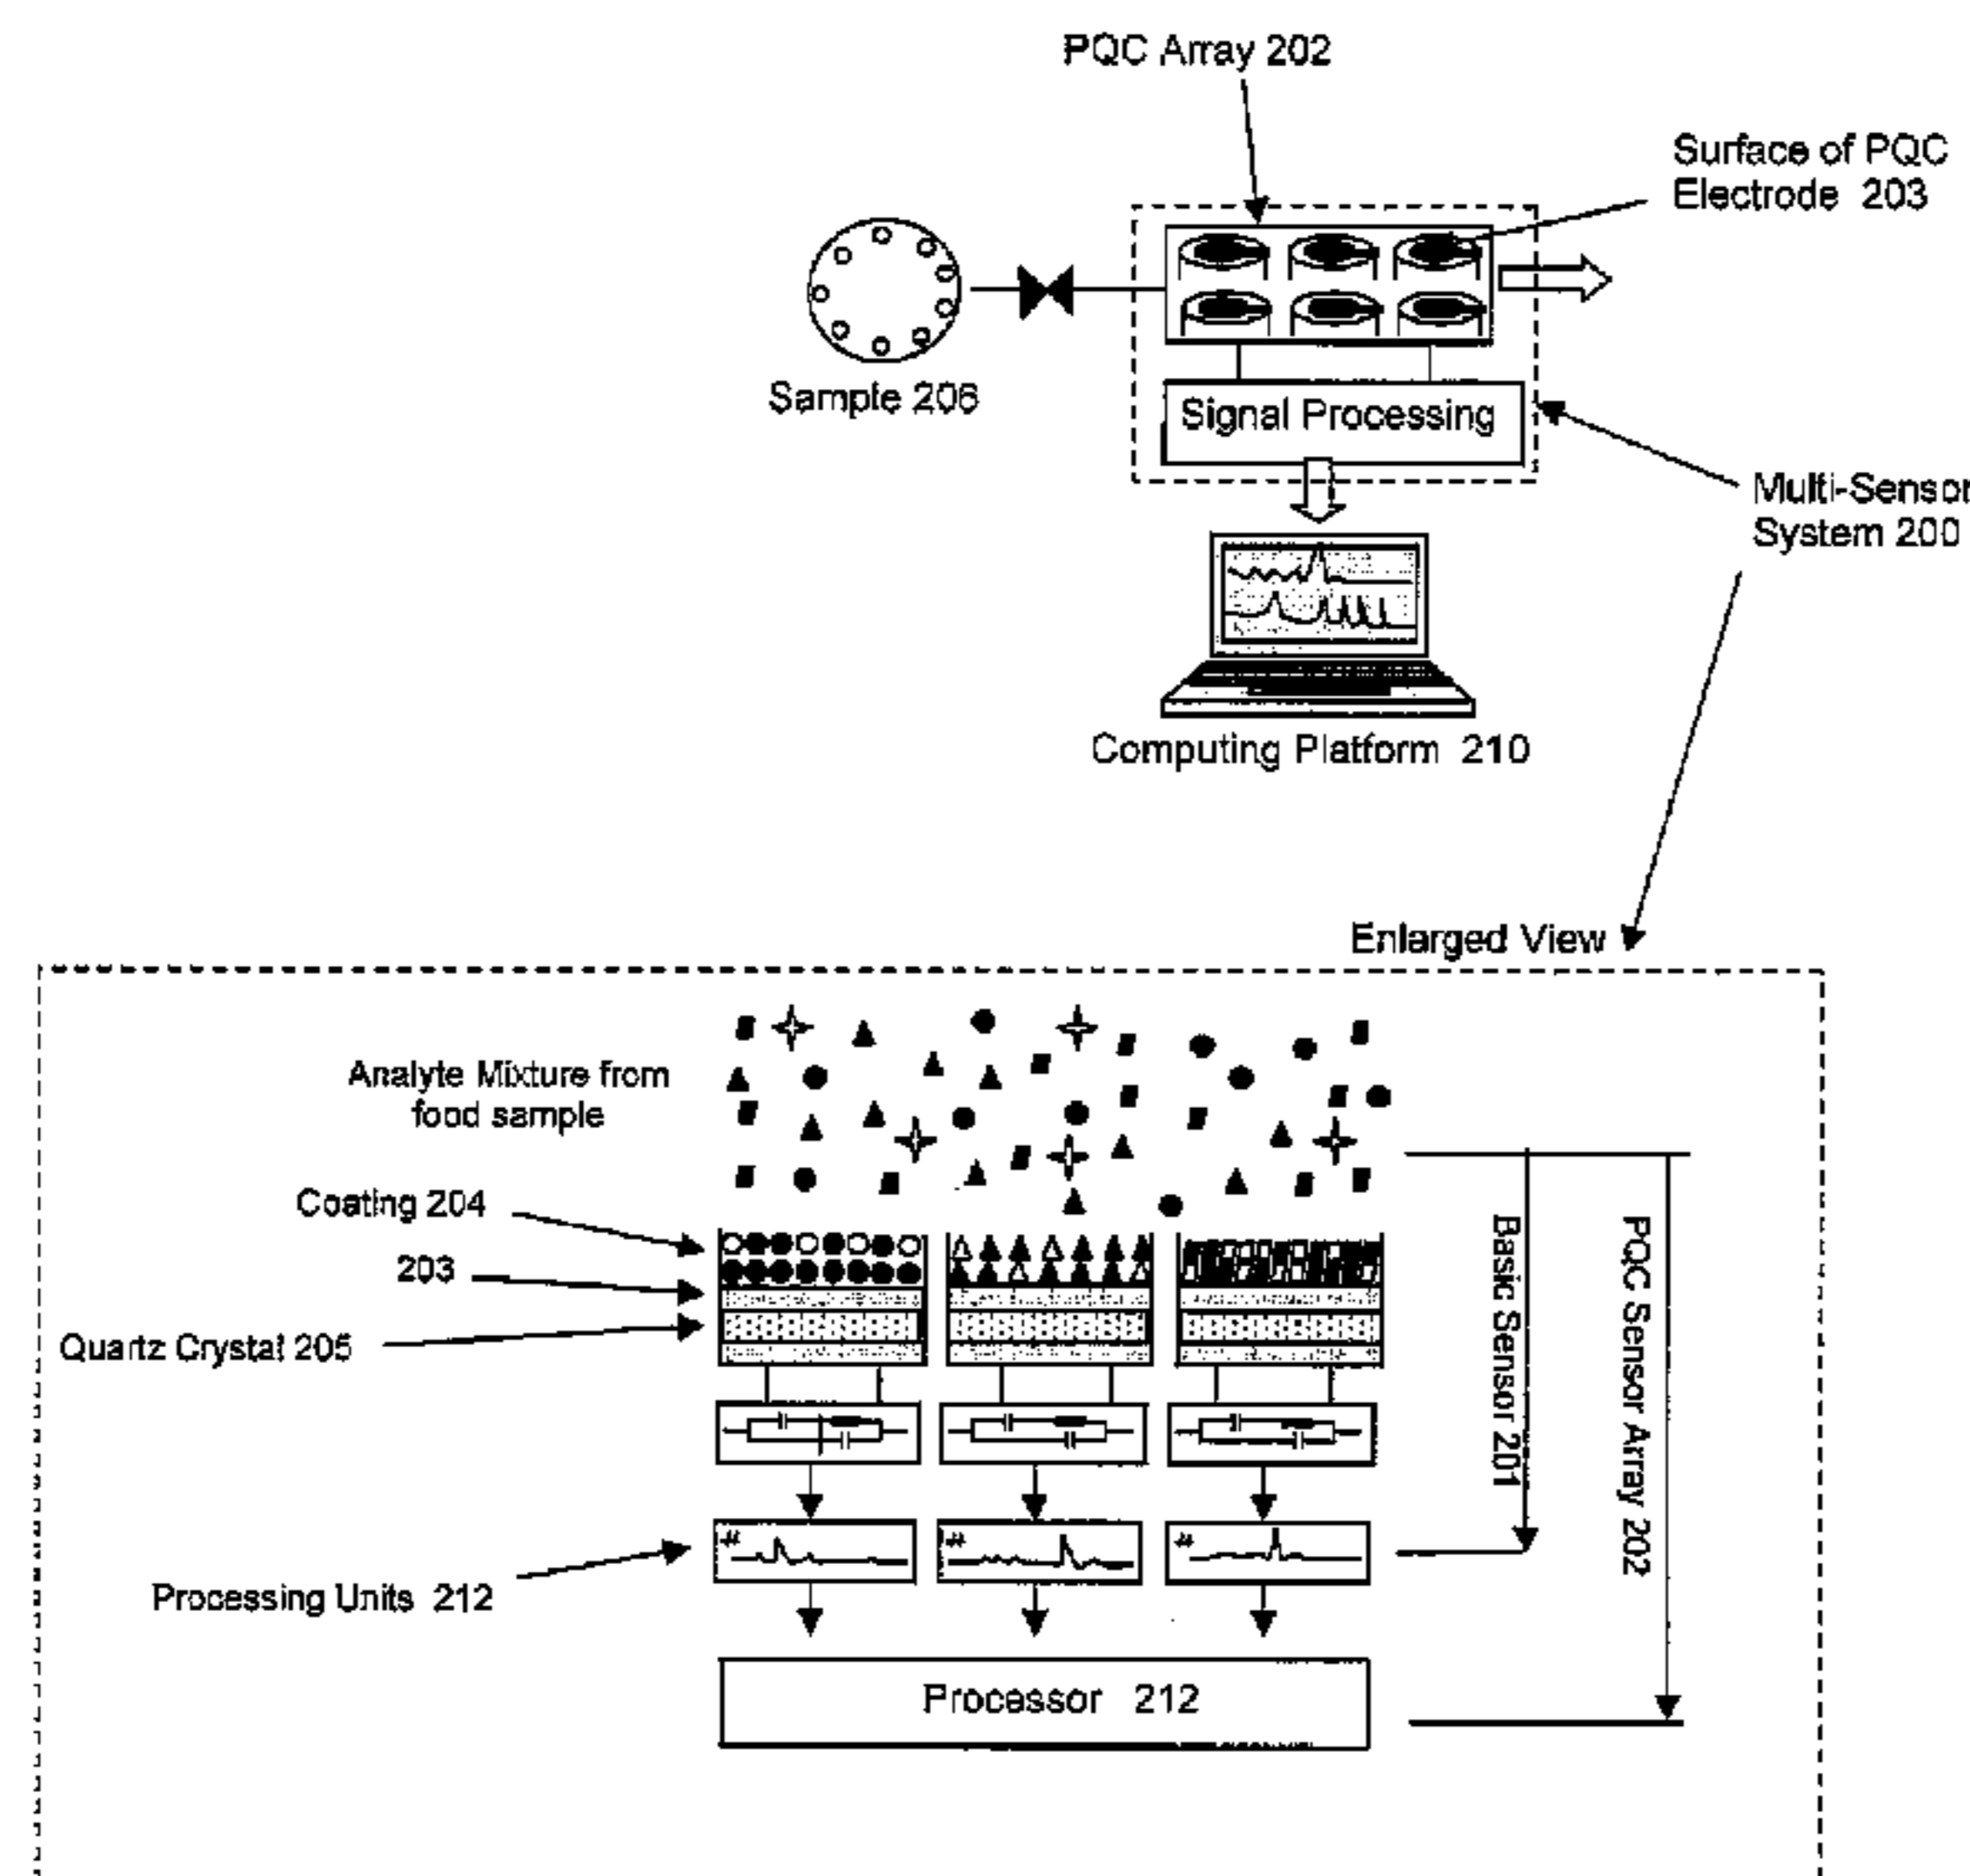 PQC Array 202
Surface of PQC
Electrode 203
Sample 206
Signal Processing
Multi-Sensor
System 200
Computing Platform 210
Enlarged View
Analyte Mixture from
food sample
Coating 204
203
Quartz Crystal 205
Basic Sensor 201
PQC Sensor Array 202
#
#
#
Processing Units 212
Processor 212